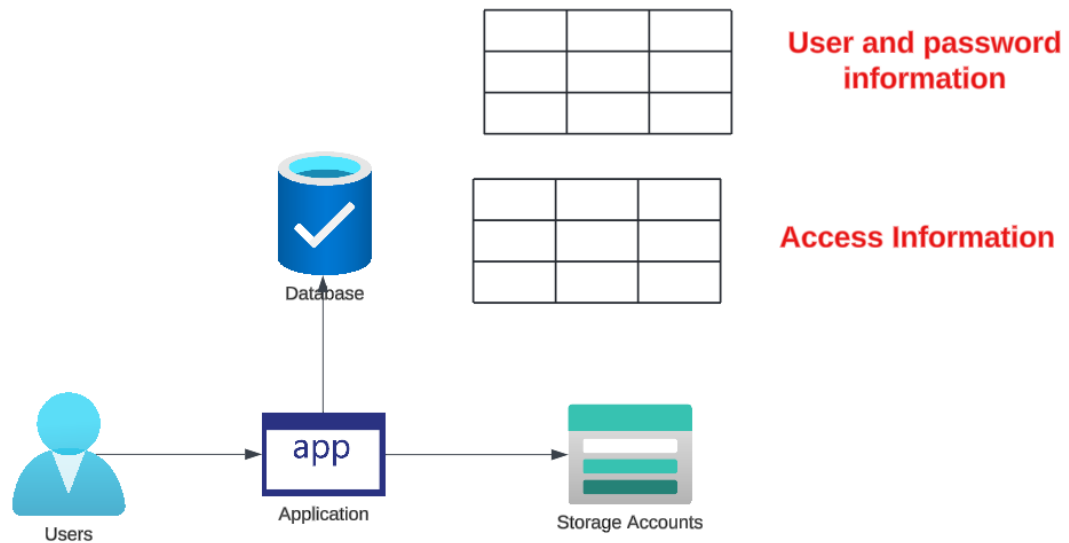 User and password
information
Access Information
Database
app
Application
Storage Accounts
Users